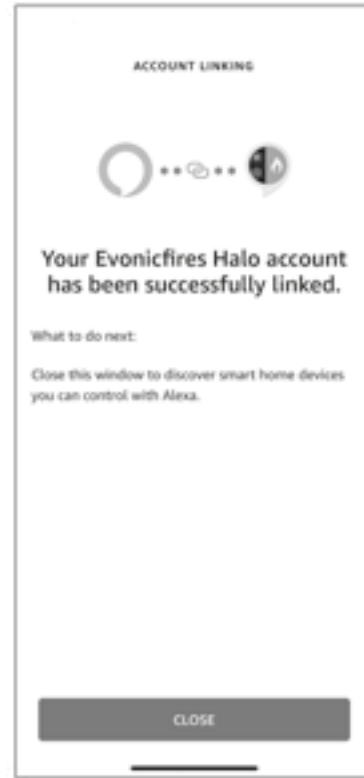 ACCOUNT LINKING
Your Evonicfires Halo account
has been successfully linked.
What to do next:
Close this window to discover smart home devices
you can control with Alexa.
CLOSE